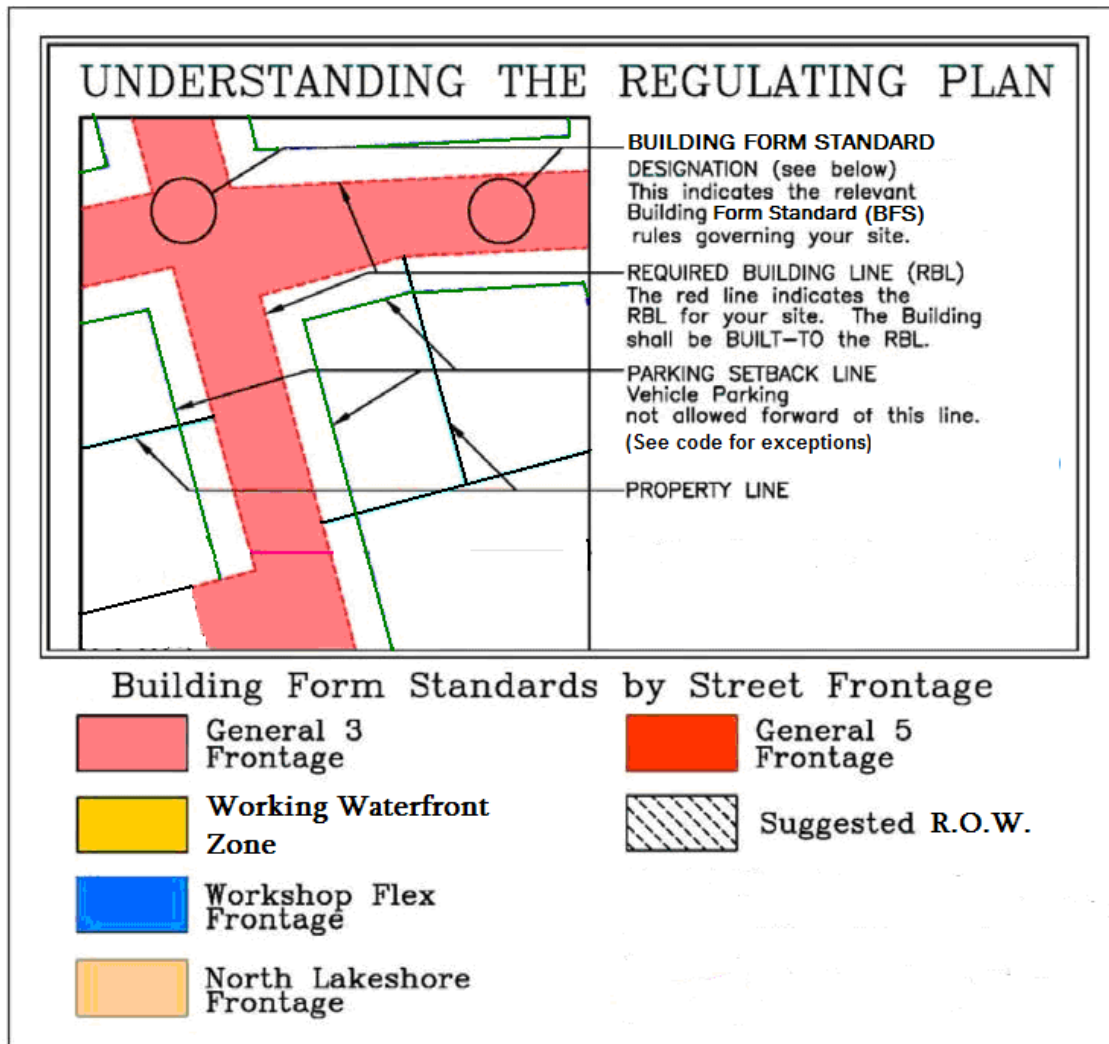 UNDERSTANDING THE REGULATING PLAN
BUILDING FORM STANDARD
DESIGNATION (see below)
This indicates the relevant
Building Form Standard (BFS)
rules governing your site.
REQUIRED BUILDING LINE (RBL)
The red line indicates the
RBL for your site. The Building
shall be BUILT-TO the RBL.
PARKING SETBACK LINE
Vehicle Parking
not allowed forward of this line.
(See code for exceptions)
PROPERTY LINE
Building Form Standards by Street Frontage
General 3
Frontage
Working Waterfront
Zone
Workshop Flex
Frontage
North Lakeshore
Frontage
General 5
Frontage
Suggested R.O.W.